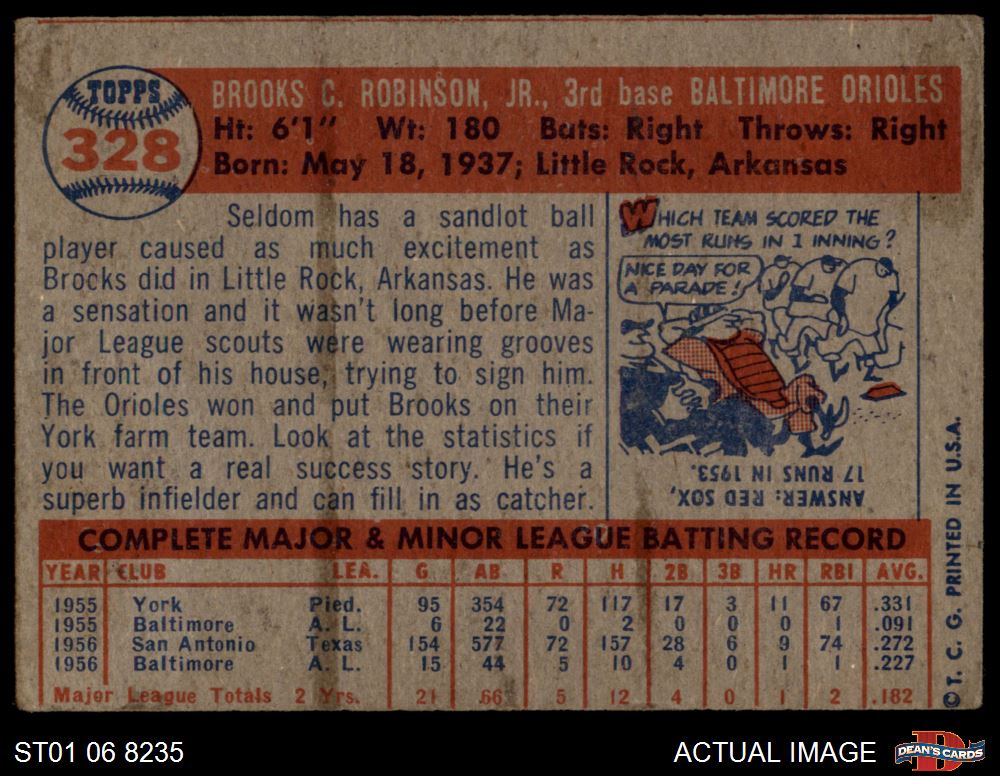 TOPPS
328
BROOKS C. ROBINSON, JR., 3rd base BALTIMORE ORIOLES
Ht: 6'1" Wt: 180 Bats: Right Throws: Right
Born: May 18, 1937; Little Rock, Arkansas
Seldom has a sandlot ball
player caused as much excitement as
Brooks did in Little Rock, Arkansas. He was
a sensation and it wasn't long before Ma-
jor League scouts were wearing grooves
in front of his house, trying to sign him.
The Orioles won and put Brooks on their
York farm team. Look at the statistics if
you want a real success story. He's a
superb infielder and can fill in as catcher.
WHICH TEAM SCORED THE
MOST RUNS IN 1 INNING?
NICE DAY FOR
A PARADE!
ANSWER: RED SOX,
17 RUNS IN 1953.
COMPLETE MAJOR & MINOR LEAGUE BATTING RECORD
YEAR CLUB LEA. G AB R H 2B 3B HR RBI AVG.
1955 York Pied. 95 354 72 117 17 3 11 67 .331
1955 Baltimore A. L. 6 22 0 2 0 0 0 1 .091
1956 San Antonio Texas 154 577 72 157 28 6 9 74 .272
1956 Baltimore A. L. 15 44 5 10 4 0 1 1 .227
Major League Totals 2 Yrs. 21 66 5 12 4 0 1 2 .182
© T. C. G. PRINTED IN U.S.A.
ST01 06 8235
ACTUAL IMAGE
DEAN'S CARDS